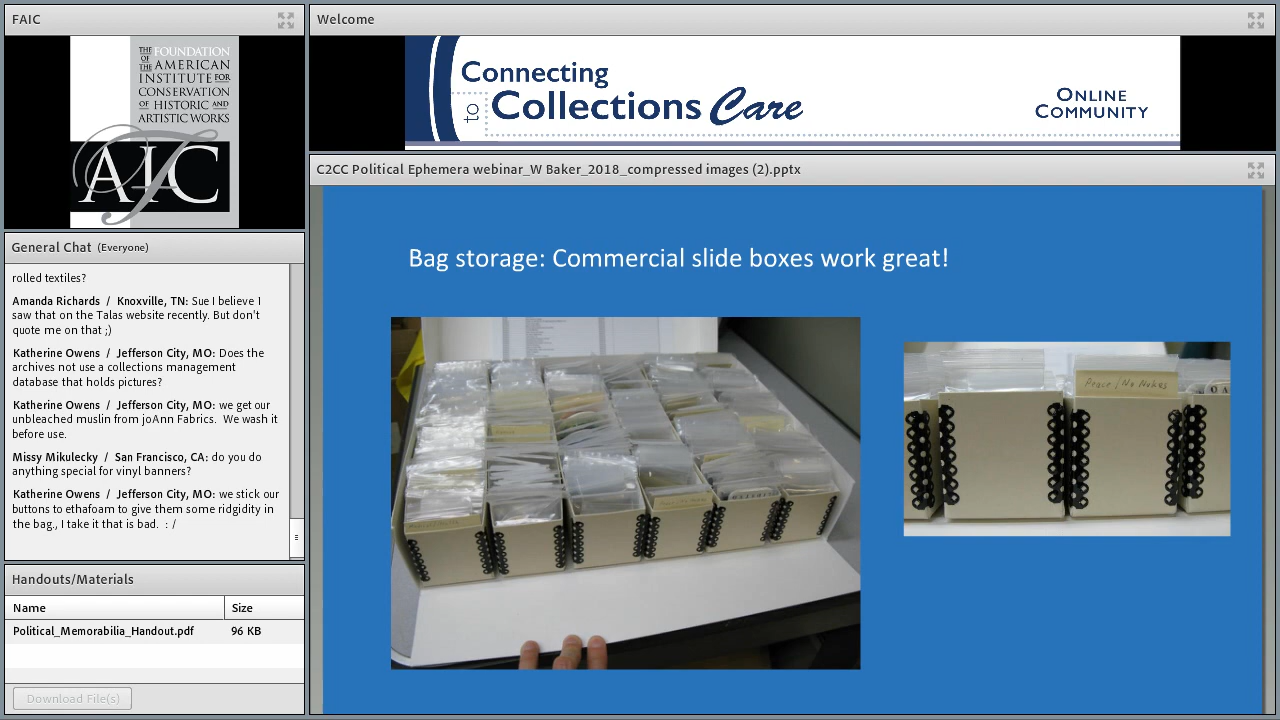 FAIC
THE FOUNDATION
OF THE AMERICAN
INSTITUTE FOR
CONSERVATION
OF HISTORIC AND
ARTISTIC WORKS
AIC
General Chat (Everyone)
rolled textiles?
Amanda Richards / Knoxville, TN: Sue I believe I
saw that on the Talas website recently. But don't
quote me on that ;)
Katherine Owens / Jefferson City, MO: Does the
archives not use a collections management
database that holds pictures?
Katherine Owens / Jefferson City, MO: we get our
unbleached muslin from joAnn Fabrics. We wash it
before use.
Missy Mikulecky / San Francisco, CA: do you do
anything special for vinyl banners?
Katherine Owens / Jefferson City, MO: we stick our
buttons to ethafoam to give them some ridgidity in
the bag., I take it that is bad. : /
Handouts/Materials
Name Size
Political_Memorabilia_Handout.pdf 96 KB
Download File(s)
Welcome
Connecting
to Collections Care
ONLINE
COMMUNITY
C2CC Political Ephemera webinar_W Baker_2018_compressed images (2).pptx
Bag storage: Commercial slide boxes work great!
Peace / No Nukes